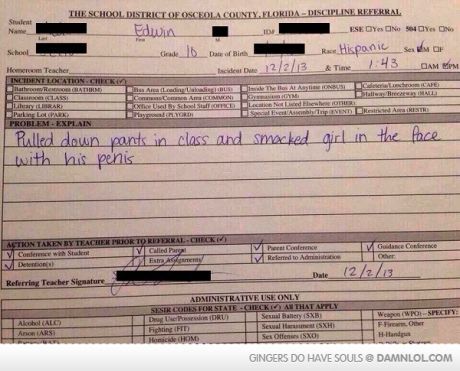 THE SCHOOL DISTRICT OF OSCEOLA COUNTY, FLORIDA – DISCIPLINE REFERRAL
Student
Name Edwin ID# ESE □Yes □No 504 □Yes □No
Last First M
School Grade 10 Date of Birth Race Hispanic Sex ☑M □F
Homeroom Teacher Incident Date 12/2/13 & Time 1:43 □AM ☑PM
INCIDENT LOCATION - CHECK (✓)
Bathroom/Restroom (BATHRM) Bus Area (Loading/Unloading) (BUS) Inside The Bus At Anytime (ONBUS) Cafeteria/Lunchroom (CAFE)
Classroom (CLASS) Common/Common Area (COMMON) Gymnasium (GYM) Hallway/Breezeway (HALL)
Library (LIBRAR) Office Used By School Staff (OFFICE) Location Not Listed Elsewhere (OTHER)
Parking Lot (PARK) Playground (PLYGRD) Special Event/Assembly/Trip (EVENT) Restricted Area (RESTR)
PROBLEM - EXPLAIN
Pulled down pants in class and smacked girl in the face
with his penis
ACTION TAKEN BY TEACHER PRIOR TO REFERRAL - CHECK (✓)
✓ Conference with Student ✓ Called Parent ✓ Parent Conference ✓ Guidance Conference
✓ Detention(s) Extra Assignments ✓ Referred to Administration Other:
Referring Teacher Signature Date 12/2/13
ADMINISTRATIVE USE ONLY
SESIR CODES FOR STATE - CHECK (✓) ALL THAT APPLY
Alcohol (ALC) Drug Use/Possession (DRU) Sexual Battery (SXB) Weapon (WPO) - SPECIFY:
Arson (ARS) Fighting (FIT) Sexual Harassment (SXH) F-Firearm, Other
Homicide (HOM) Sex Offenses (SXO) H-Handgun
GINGERS DO HAVE SOULS @ DAMNLOL.COM